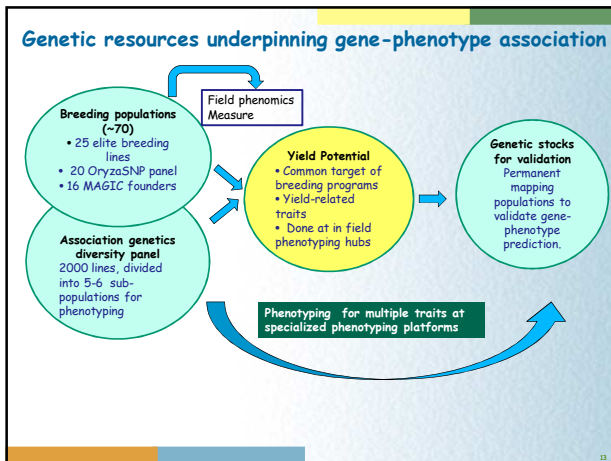 Genetic resources underpinning gene-phenotype association
Breeding populations
(~70)
• 25 elite breeding
lines
• 20 OryzaSNP panel
• 16 MAGIC founders
Field phenomics
Measure
Yield Potential
• Common target of
breeding programs
• Yield-related
traits
• Done at in field
phenotyping hubs
Genetic stocks
for validation
Permanent
mapping
populations to
validate gene-
phenotype
prediction.
Association genetics
diversity panel
2000 lines, divided
into 5-6 sub-
populations for
phenotyping
Phenotyping for multiple traits at
specialized phenotyping platforms
13